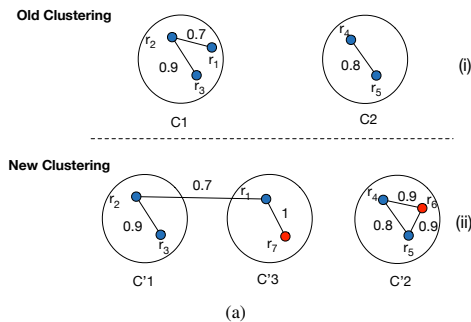 Old Clustering
r2 0.7 r1
0.9 r3
r4
0.8 r5
(i)
C1 C2
New Clustering
r2 0.7 r1
0.9 r3
1 r7
r4 0.9 r6
0.8 r5 0.9
(ii)
C'1 C'3 C'2
(a)